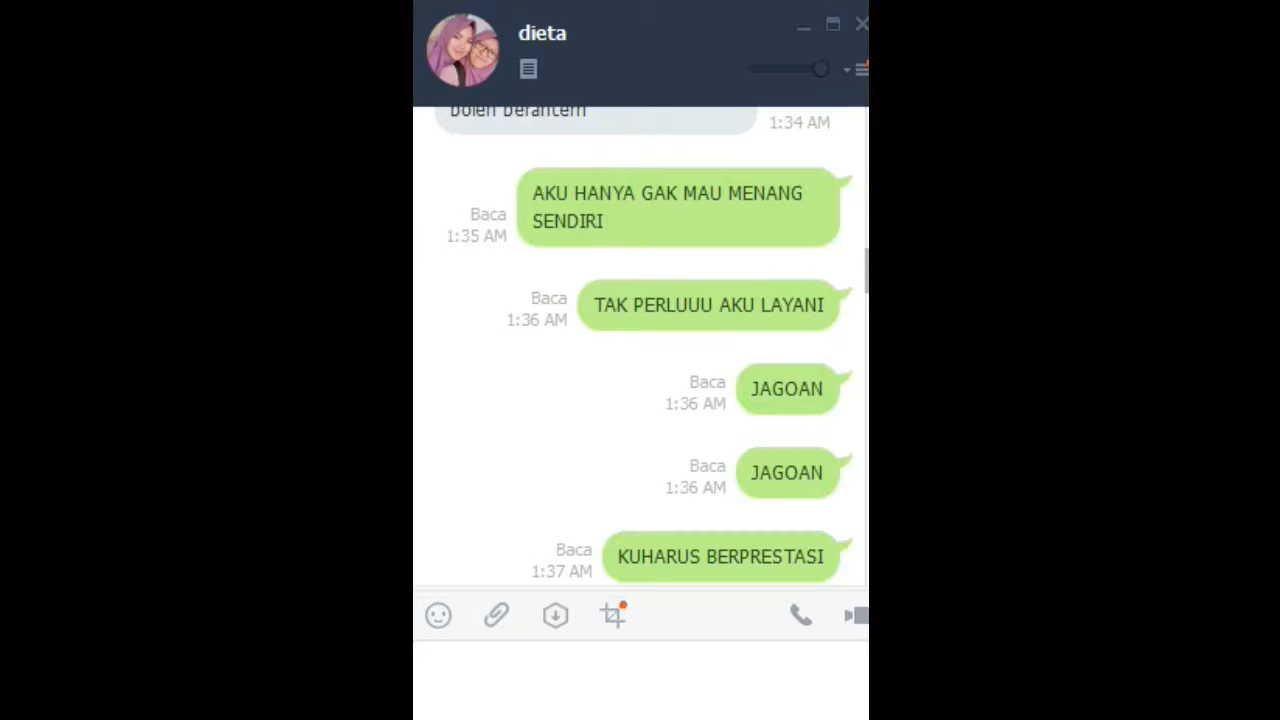 dieta
boleh berantem
1:34 AM
AKU HANYA GAK MAU MENANG
SENDIRI
Baca
1:35 AM
TAK PERLUUU AKU LAYANI
Baca
1:36 AM
JAGOAN
Baca
1:36 AM
JAGOAN
Baca
1:36 AM
KUHARUS BERPRESTASI
Baca
1:37 AM